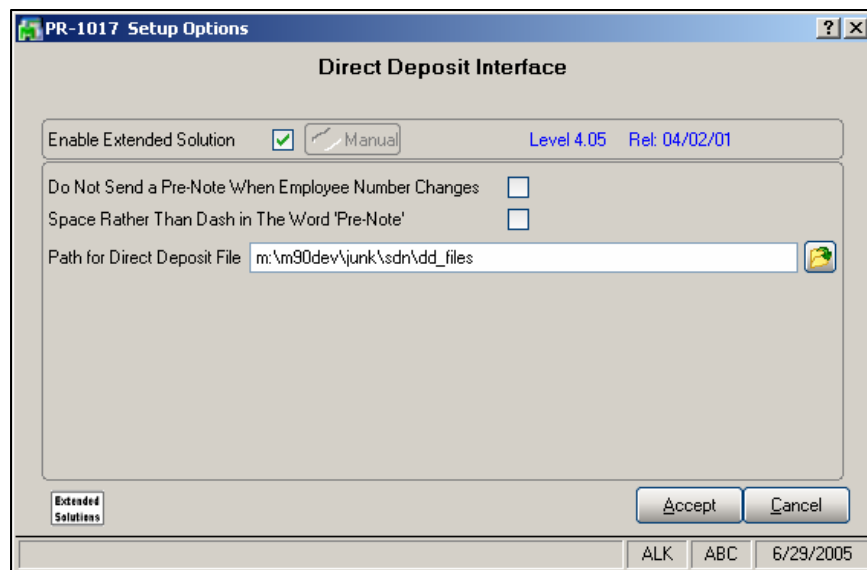 PR-1017 Setup Options
Direct Deposit Interface
Enable Extended Solution Manual Level 4.05 Rel: 04/02/01
Do Not Send a Pre-Note When Employee Number Changes
Space Rather Than Dash in The Word 'Pre-Note'
Path for Direct Deposit File m:\m90dev\junk\sdn\dd_files
Extended
Solutions
Accept Cancel
ALK ABC 6/29/2005